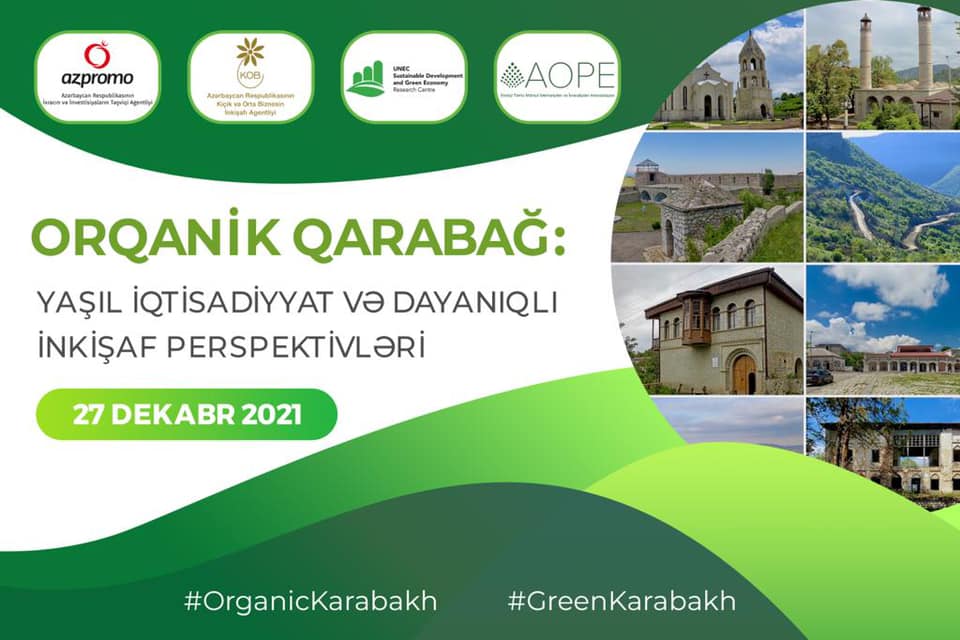 azpromo
Azərbaycan Respublikasının
İxracın və İnvestisiyaların Təşviqi Agentliyi
KOB
Azərbaycan Respublikasının
Kiçik və Orta Biznesin
İnkişafı Agentliyi
UNEC
Sustainable Development
and Green Economy
Research Centre
AOPE
ORQANİK QARABAĞ:
YAŞIL İQTİSADİYYAT VƏ DAYANIQLI
İNKİŞAF PERSPEKTİVLƏRİ
27 DEKABR 2021
#OrganicKarabakh
#GreenKarabakh